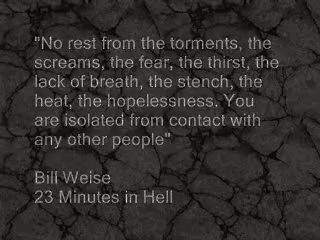 "No rest from the torments, the
screams, the fear, the thirst, the
lack of breath, the stench, the
heat, the hopelessness. You
are isolated from contact with
any other people"
Bill Weise
23 Minutes in Hell